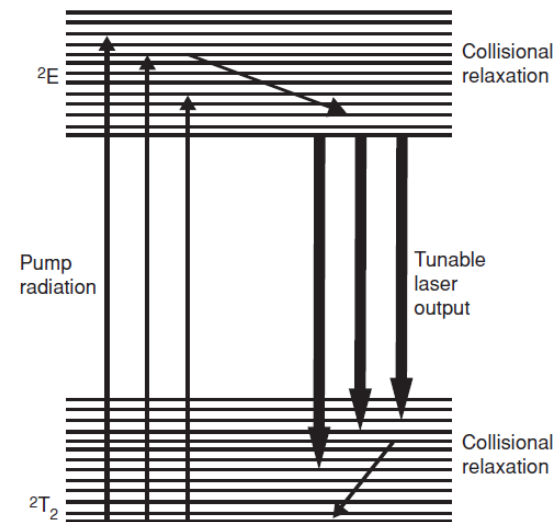 Collisional
relaxation
²E
Pump
radiation
Tunable
laser
output
Collisional
relaxation
²T₂